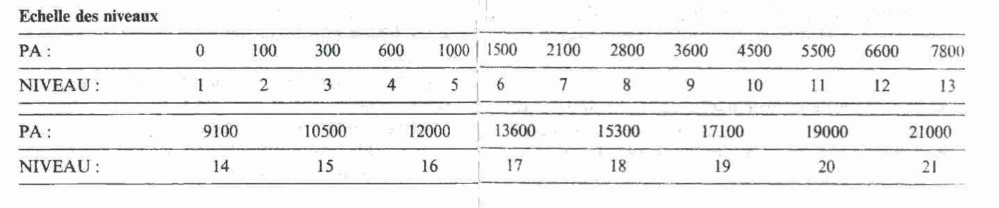 Echelle des niveaux
PA : 0 100 300 600 1000 1500 2100 2800 3600 4500 5500 6600 7800
NIVEAU : 1 2 3 4 5 6 7 8 9 10 11 12 13
PA : 9100 10500 12000 13600 15300 17100 19000 21000
NIVEAU : 14 15 16 17 18 19 20 21